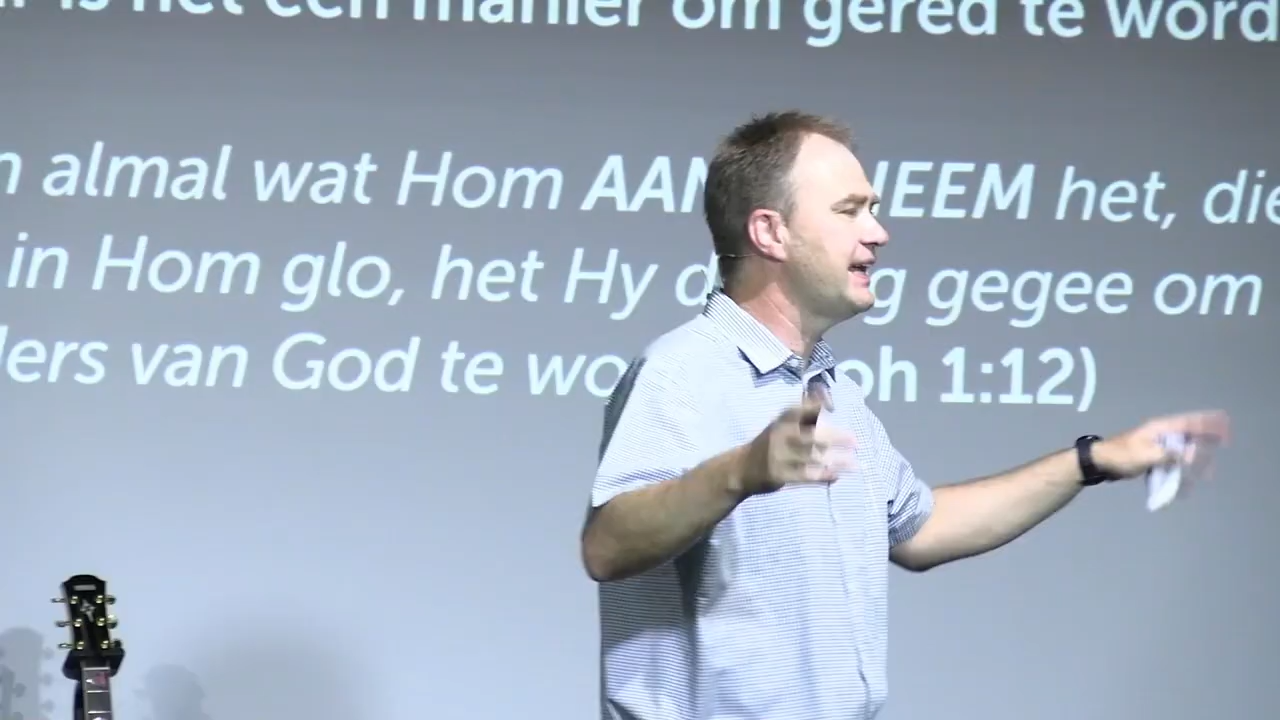 is het een manier om gered te word
almal wat Hom AAN NEEM het, die
in Hom glo, het Hy gegee om
ders van God te wo oh 1:12)